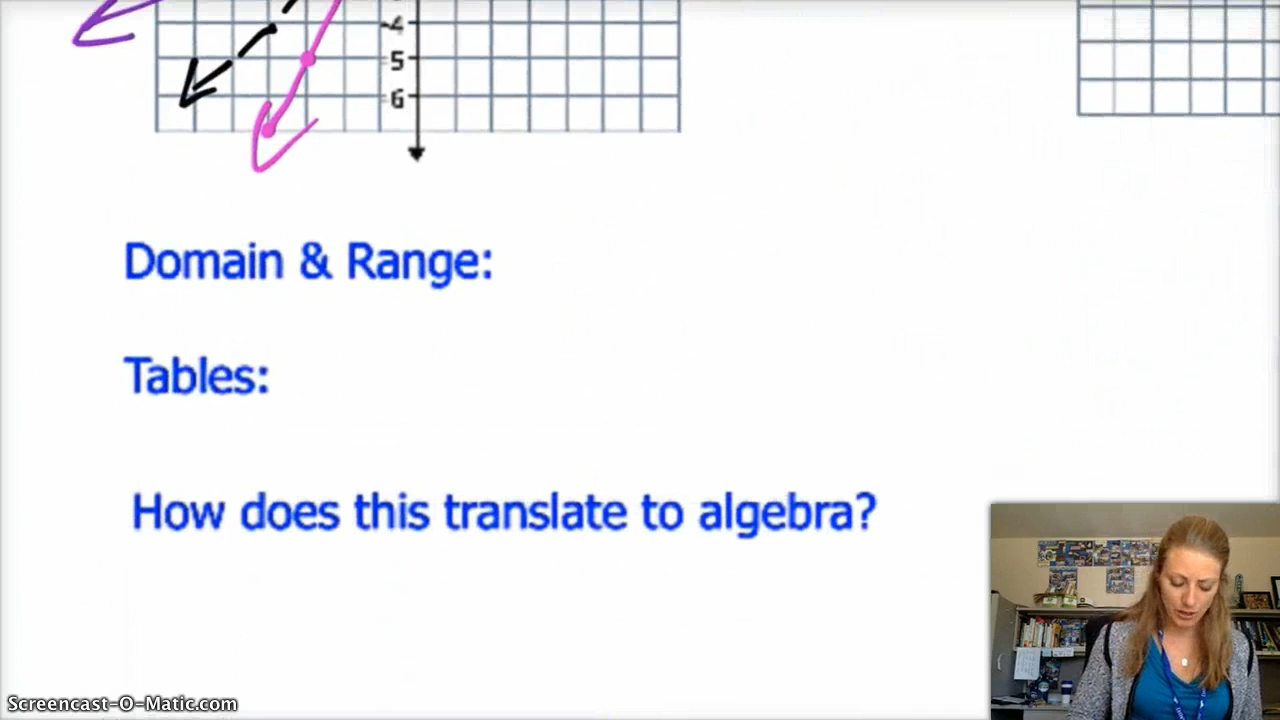 -4
5
6
Domain & Range:
Tables:
How does this translate to algebra?
Screencast-O-Matic.com